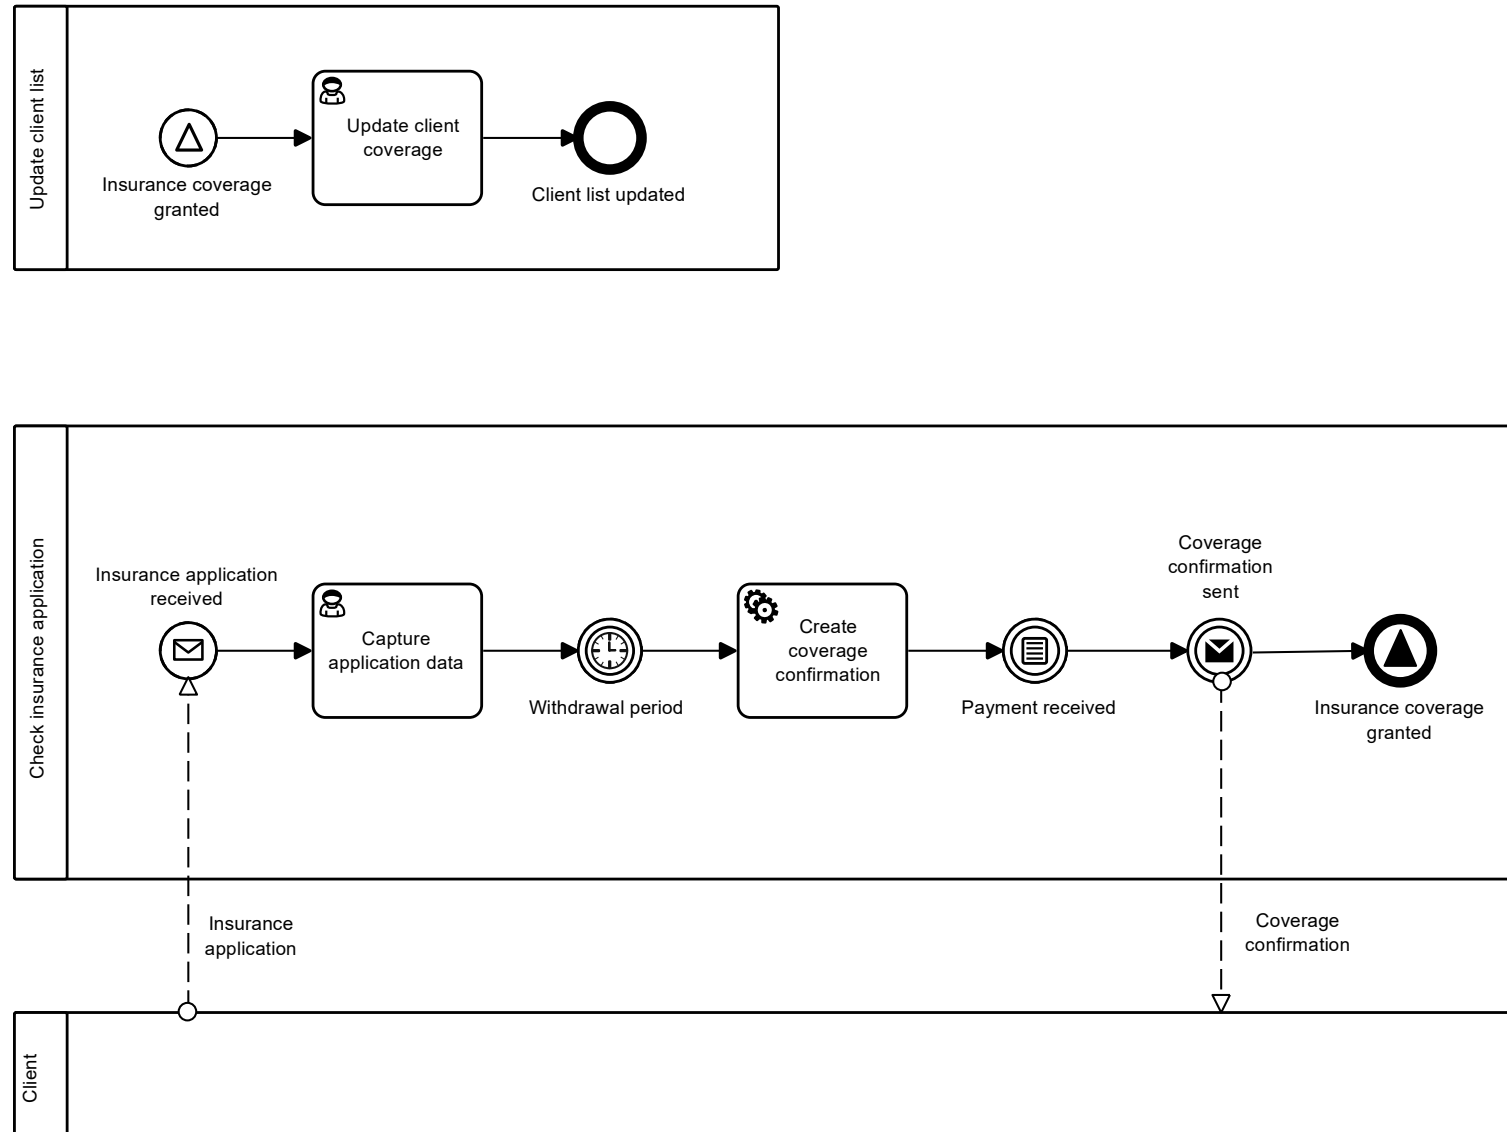 Update client list
Update client
coverage
Insurance coverage
granted
Client list updated
Check insurance application
Insurance application
received
Capture
application data
Withdrawal period
Create
coverage
confirmation
Payment received
Coverage
confirmation
sent
Insurance coverage
granted
Insurance
application
Coverage
confirmation
Client